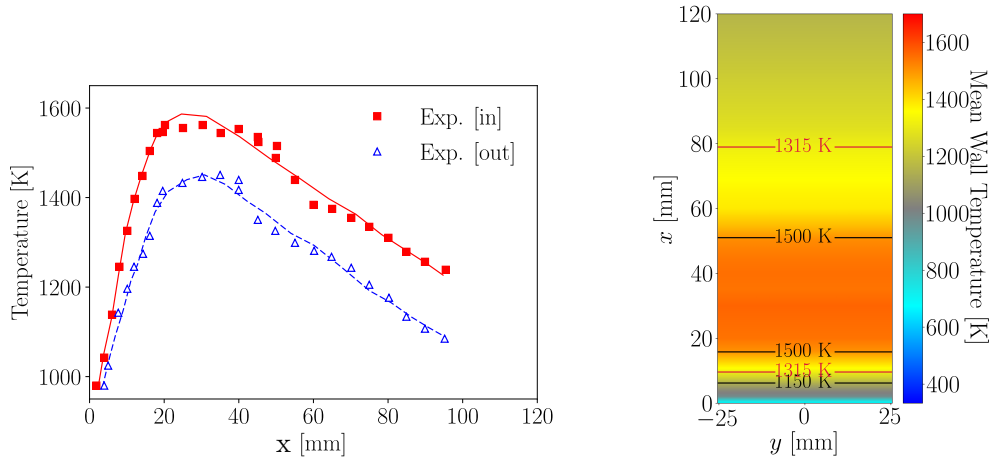 1600
1400
1200
1000
Temperature [K]
Exp. [in]
Exp. [out]
0
20
40
60
80
100
120
x [mm]
120
100
80
60
40
20
0
x [mm]
1315 K
1500 K
1500 K
1315 K
1150 K
−25
0
25
y [mm]
1600
1400
1200
1000
800
600
400
Mean Wall Temperature [K]